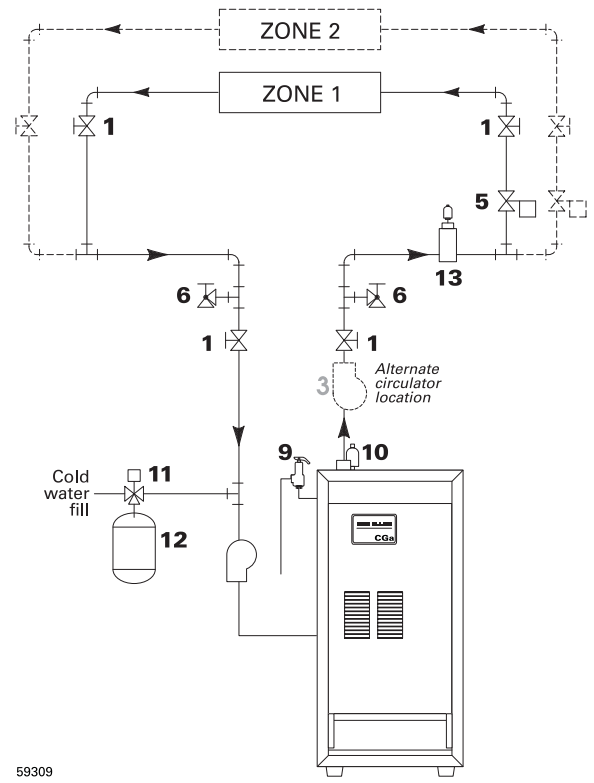 ZONE 2
ZONE 1
1
1
5
13
6
6
1
1
3
Alternate
circulator
location
9
10
11
Cold
water
fill
12
CGa
59309